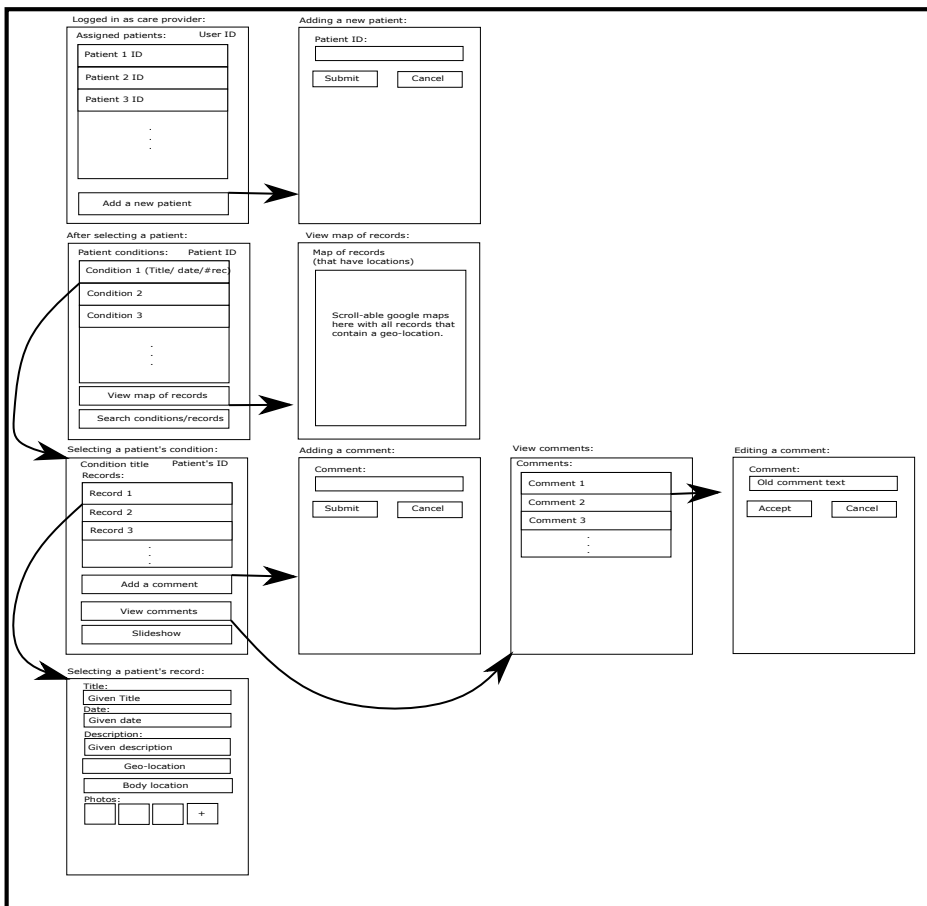 Logged in as care provider:
Assigned patients: User ID
Patient 1 ID
Patient 2 ID
Patient 3 ID
.
.
.
Add a new patient
Adding a new patient:
Patient ID:
Submit Cancel
After selecting a patient:
Patient conditions: Patient ID
Condition 1 (Title/ date/#rec)
Condition 2
Condition 3
.
.
.
View map of records
Search conditions/records
View map of records:
Map of records
(that have locations)
Scroll-able google maps
here with all records that
contain a geo-location.
Selecting a patient's condition:
Condition title Patient's ID
Records:
Record 1
Record 2
Record 3
.
.
.
Add a comment
View comments
Slideshow
Adding a comment:
Comment:
Submit Cancel
View comments:
Comments:
Comment 1
Comment 2
Comment 3
.
.
.
Editing a comment:
Comment:
Old comment text
Accept Cancel
Selecting a patient's record:
Title:
Given Title
Date:
Given date
Description:
Given description
Geo-location
Body location
Photos:
+